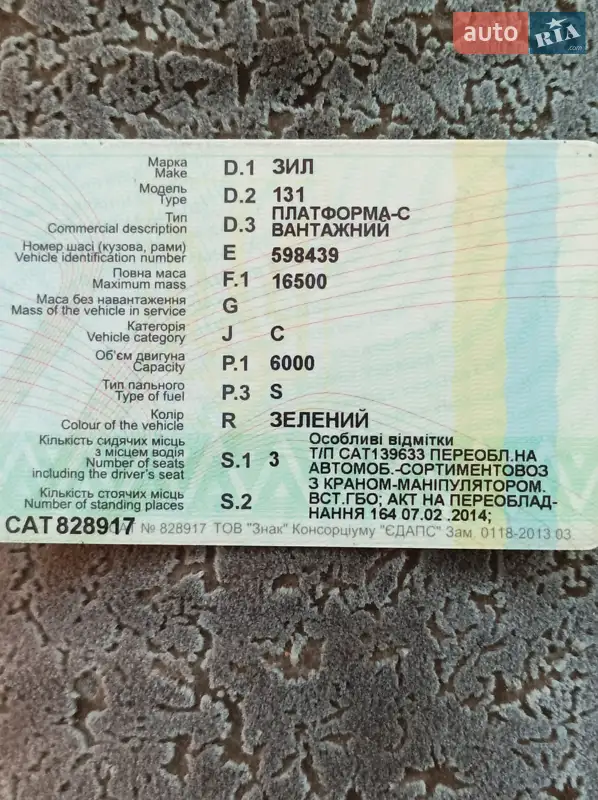 auto RIA .com
Марка
Make D.1 ЗИЛ
Модель
Type D.2 131
Тип
Commercial description D.3 ПЛАТФОРМА-С
ВАНТАЖНИЙ
Номер шасі (кузова, рами)
Vehicle identification number E 598439
Повна маса
Maximum mass F.1 16500
Маса без навантаження
Mass of the vehicle in service G
Категорія
Vehicle category J C
Об'єм двигуна
Capacity P.1 6000
Тип пального
Type of fuel P.3 S
Колір
Colour of the vehicle R ЗЕЛЕНИЙ
Кількість сидячих місць
з місцем водія
Number of seats
including the driver's seat S.1 3
Кількість стоячих місць
Number of standing places S.2
Особливі відмітки
Т/П САТ139633 ПЕРЕОБЛ.НА
АВТОМОБ.-СОРТИМЕНТОВОЗ
З КРАНОМ-МАНІПУЛЯТОРОМ.
ВСТ.ГБО; АКТ НА ПЕРЕОБЛАД-
НАННЯ 164 07.02 .2014;
САТ 828917
№ 828917 ТОВ "Знак" Консорціуму "ЄДАПС" Зам. 0118-2013 03